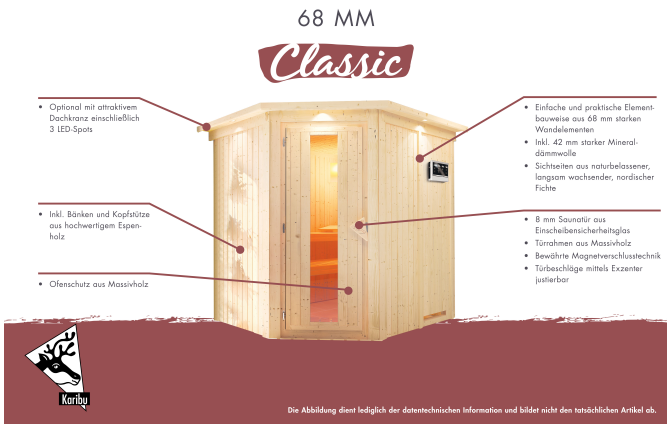 68 MM
Classic
• Optional mit attraktivem
Dachkranz einschließlich
3 LED-Spots
• Inkl. Bänken und Kopfstütze
aus hochwertigem Espen-
holz
• Ofenschutz aus Massivholz
• Einfache und praktische Element-
bauweise aus 68 mm starken
Wandelementen
• Inkl. 42 mm starker Mineral-
dämmwolle
• Sichtseiten aus naturbelassener,
langsam wachsender, nordischer
Fichte
• 8 mm Saunatür aus
Einscheibensicherheitsglas
• Türrahmen aus Massivholz
• Bewährte Magnetverschlusstechnik
• Türbeschläge mittels Exzenter
justierbar
Karibu
Die Abbildung dient lediglich der datentechnischen Information und bildet nicht den tatsächlichen Artikel ab.